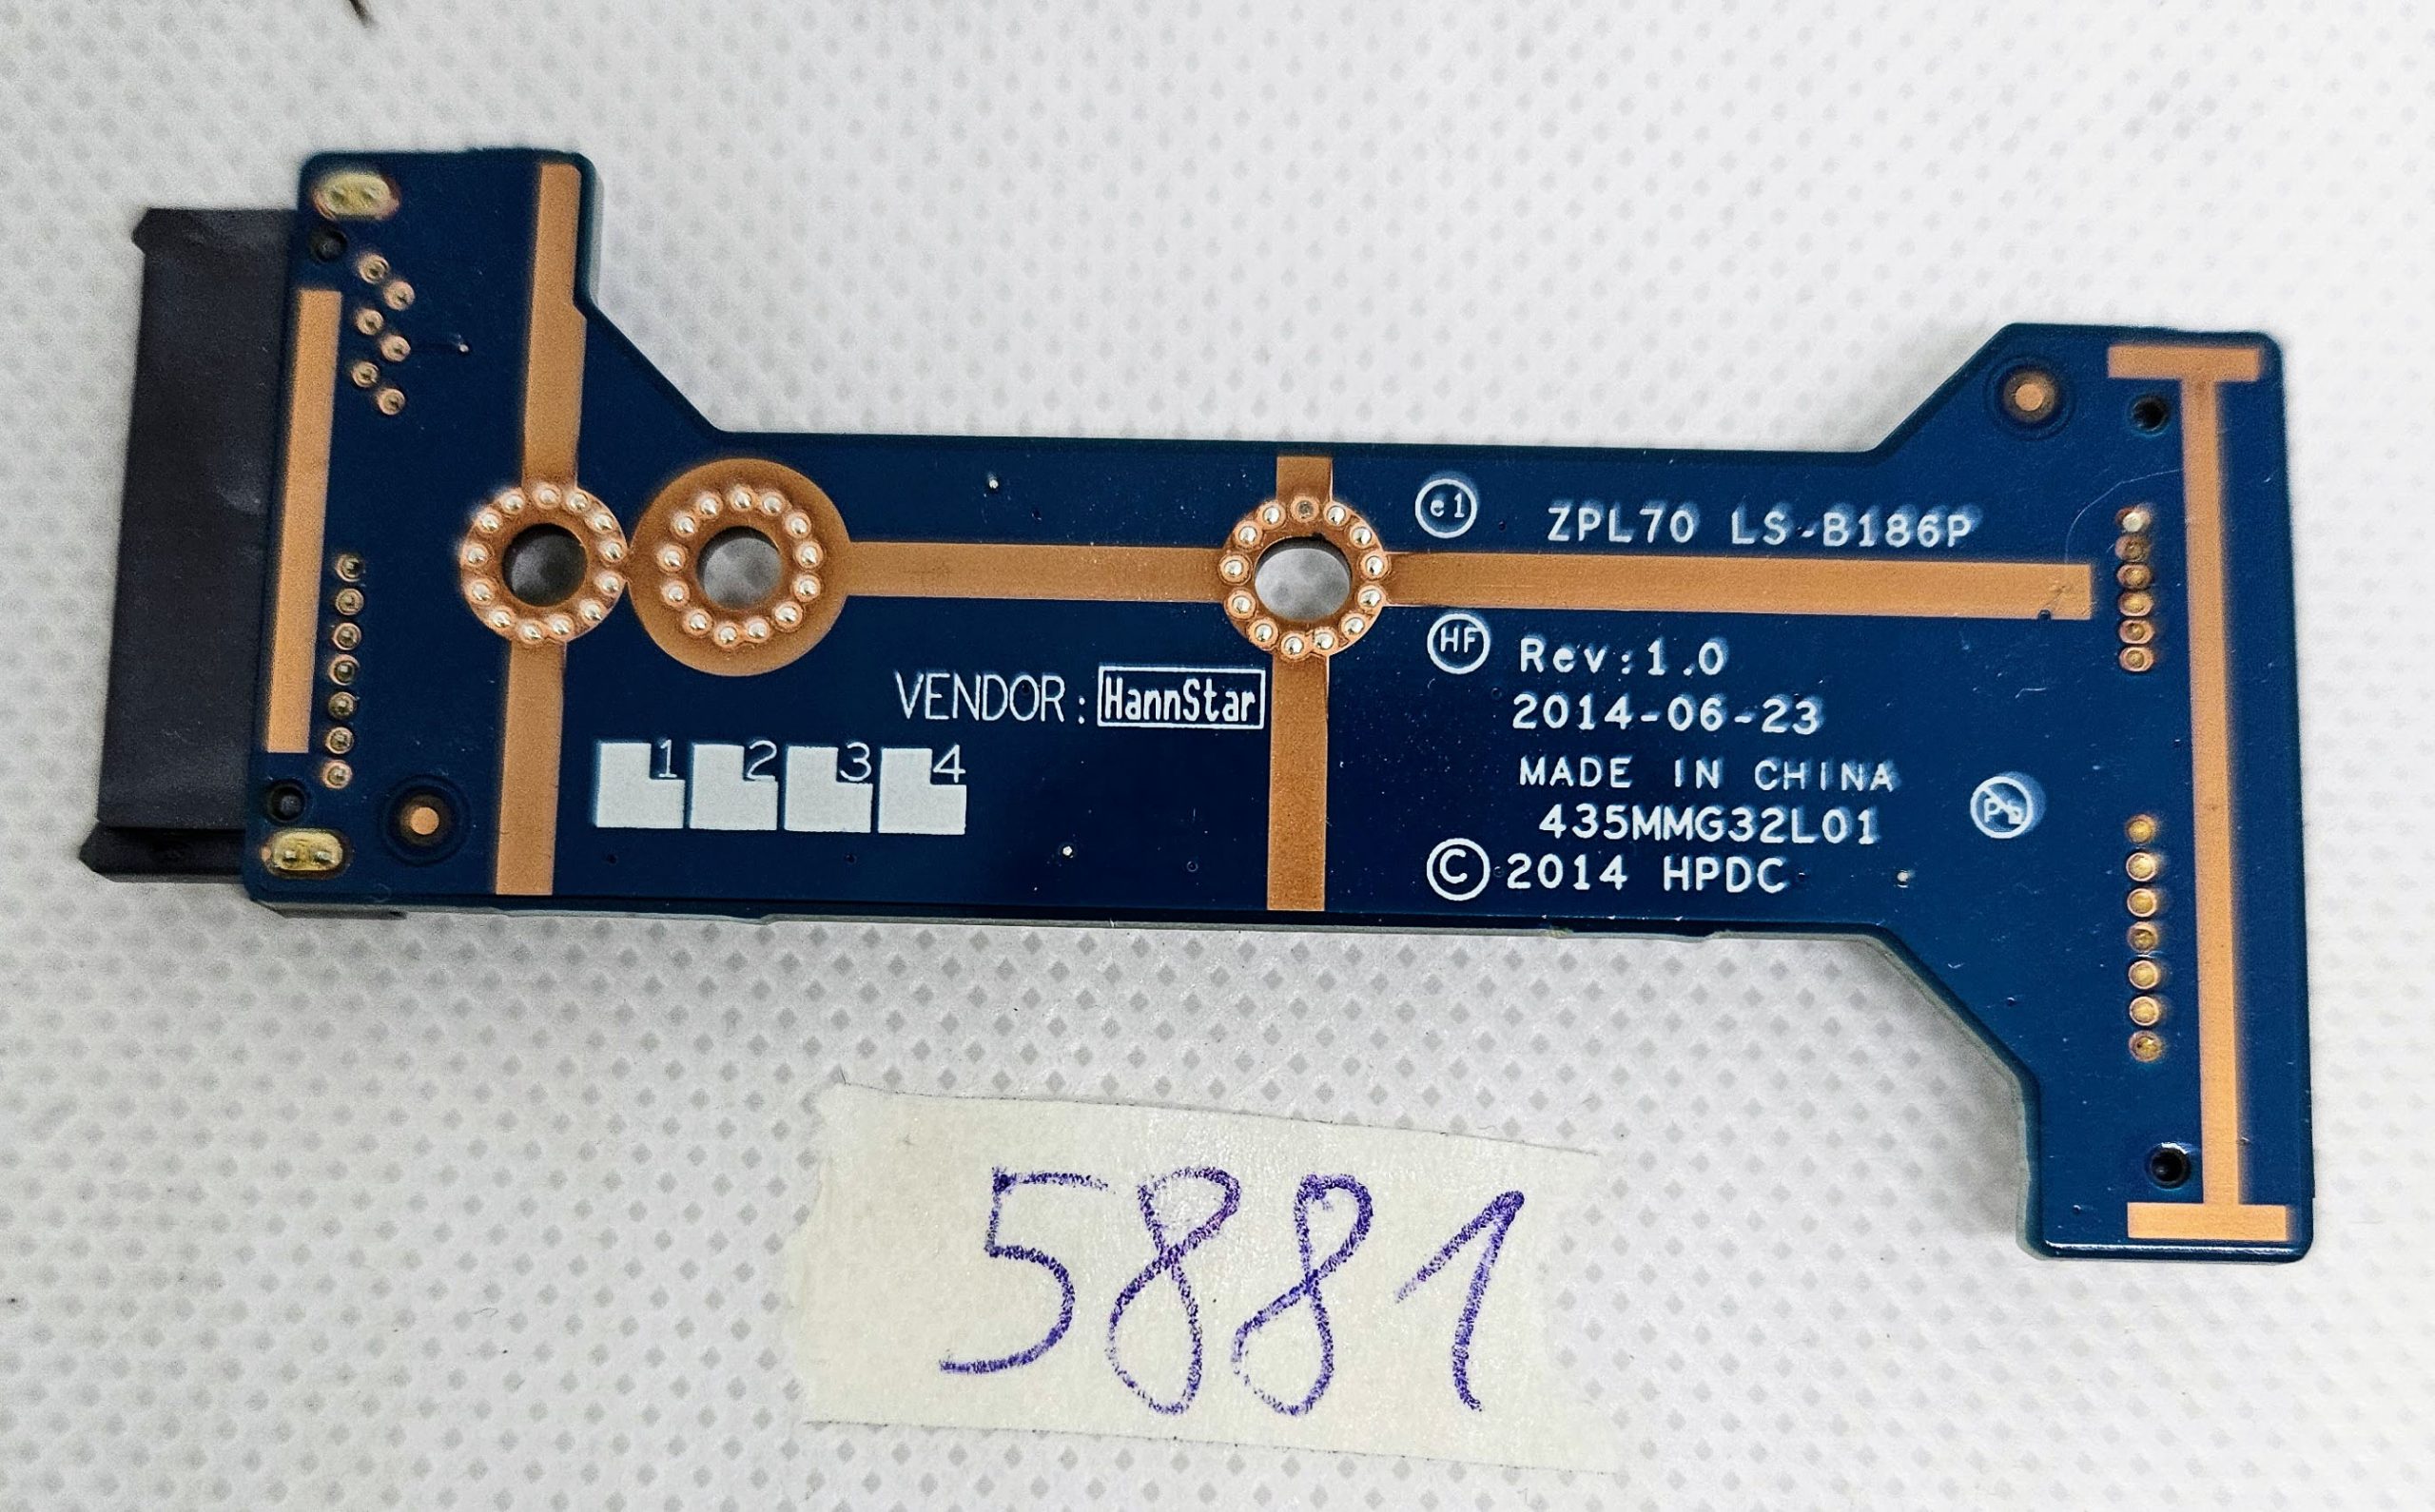 e1 ZPL70 LS-B186P
HF Rev:1.0
VENDOR: HannStar
2014-06-23
1 2 3 4
MADE IN CHINA
435MMG32L01
Pb
© 2014 HPDC
5881